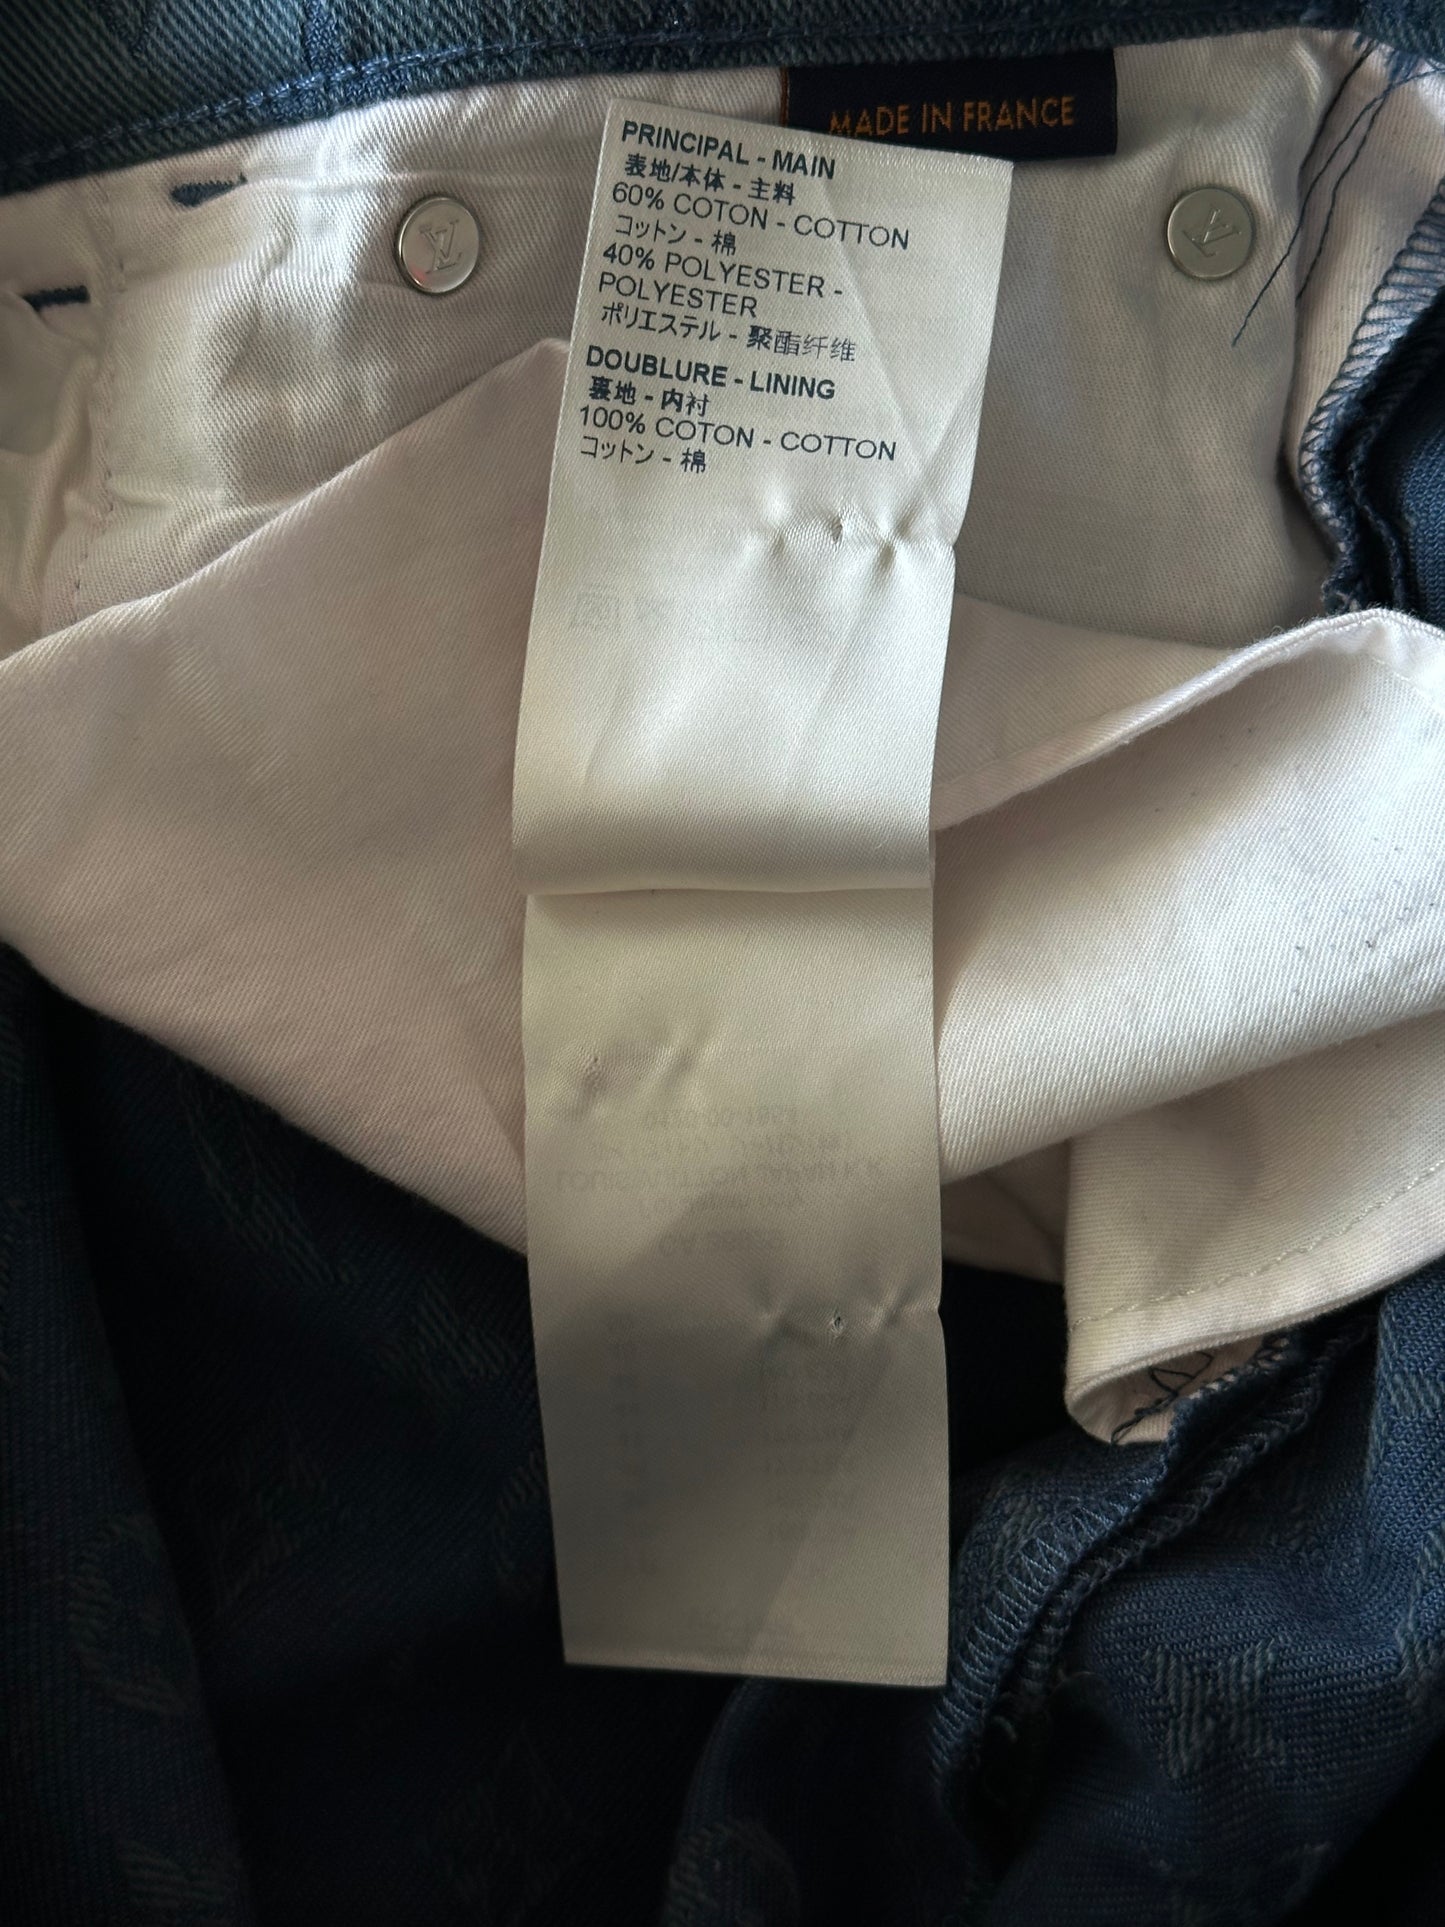 MADE IN FRANCE
PRINCIPAL - MAIN
表地/本体 - 主料
60% COTON - COTTON
コットン - 棉
40% POLYESTER -
POLYESTER
ポリエステル - 聚酯纤维
DOUBLURE - LINING
裏地 - 内衬
100% COTON - COTTON
コットン - 棉
LV
LV